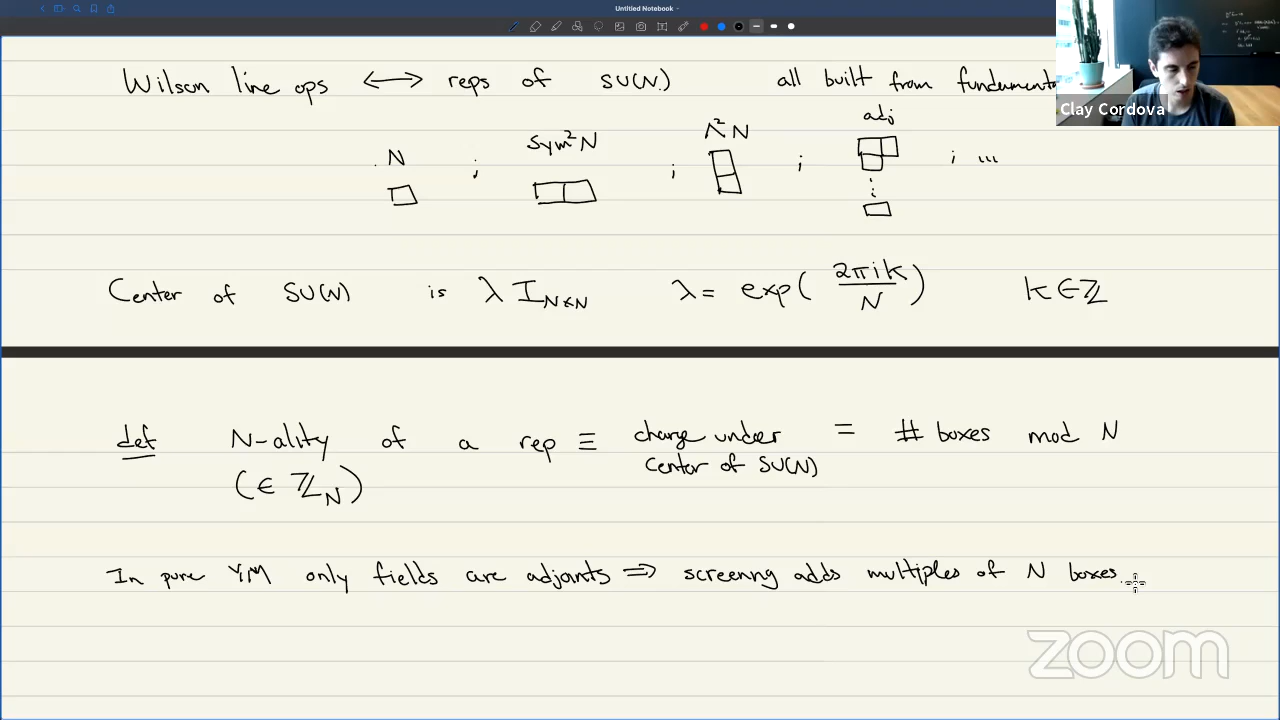 Untitled Notebook
Wilson line ops ⟷ reps of SU(N) all built from fundamenta
Clay Cordova
N ; Sym²N ; Λ²N ; adj ; ...
Center of SU(N) is λ I_{N×N} λ = exp(2πik/N) k∈ℤ
def N-ality of a rep ≡ charge under = # boxes mod N
(∈ ℤ_N) center of SU(N)
In pure YM only fields are adjoints ⟹ screening adds multiples of N boxes.
zoom